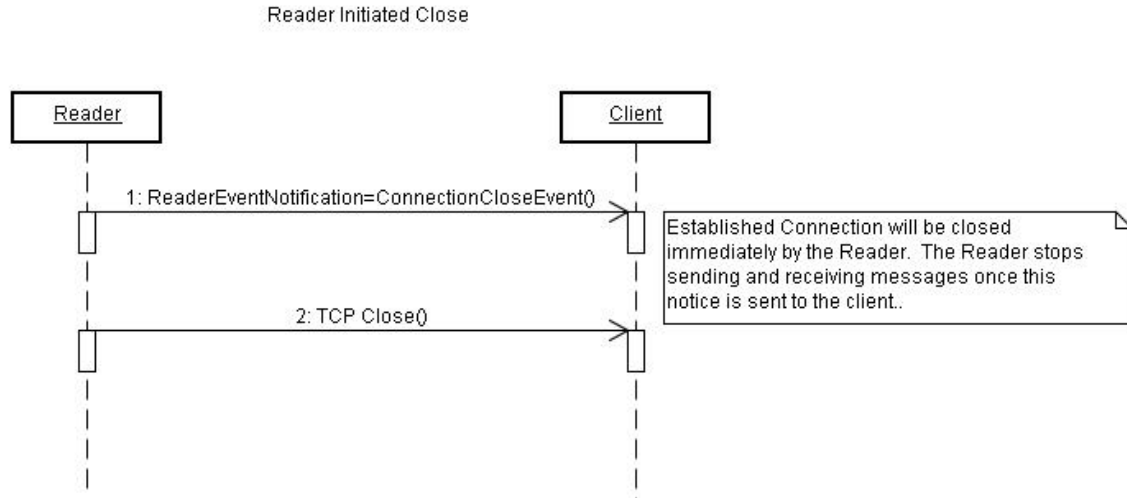 Reader Initiated Close
Reader
Client
1: ReaderEventNotification=ConnectionCloseEvent()
Established Connection will be closed
immediately by the Reader.  The Reader stops
sending and receiving messages once this
notice is sent to the client..
2: TCP Close()